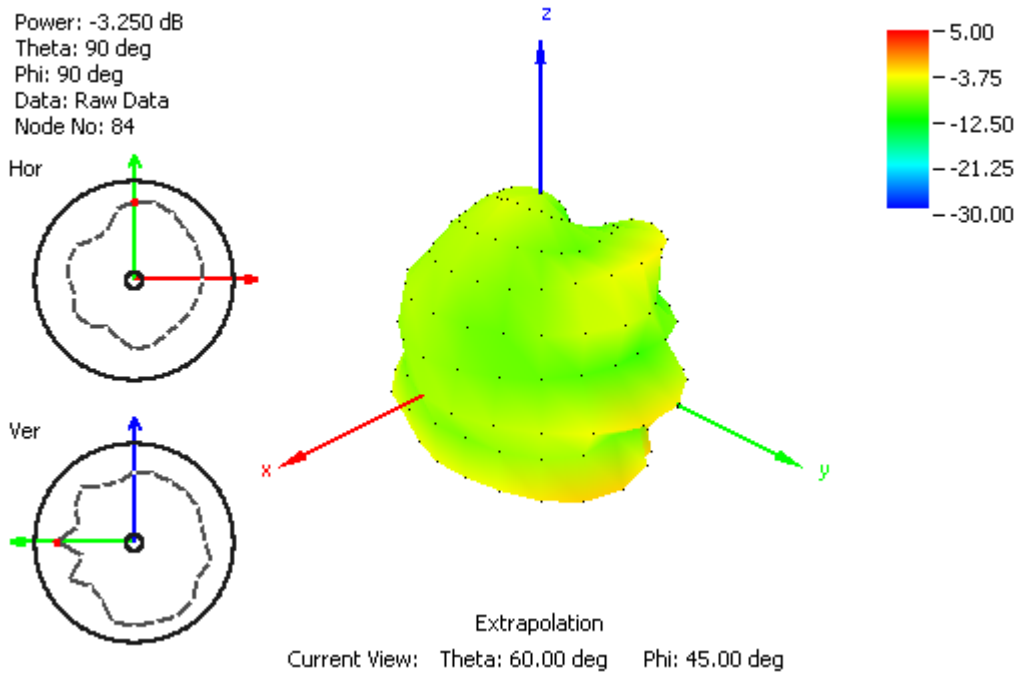 Power: -3.250 dB
Theta: 90 deg
Phi: 90 deg
Data: Raw Data
Node No: 84
Hor
Ver
z
x
y
5.00
-3.75
-12.50
-21.25
-30.00
Extrapolation
Current View: Theta: 60.00 deg Phi: 45.00 deg